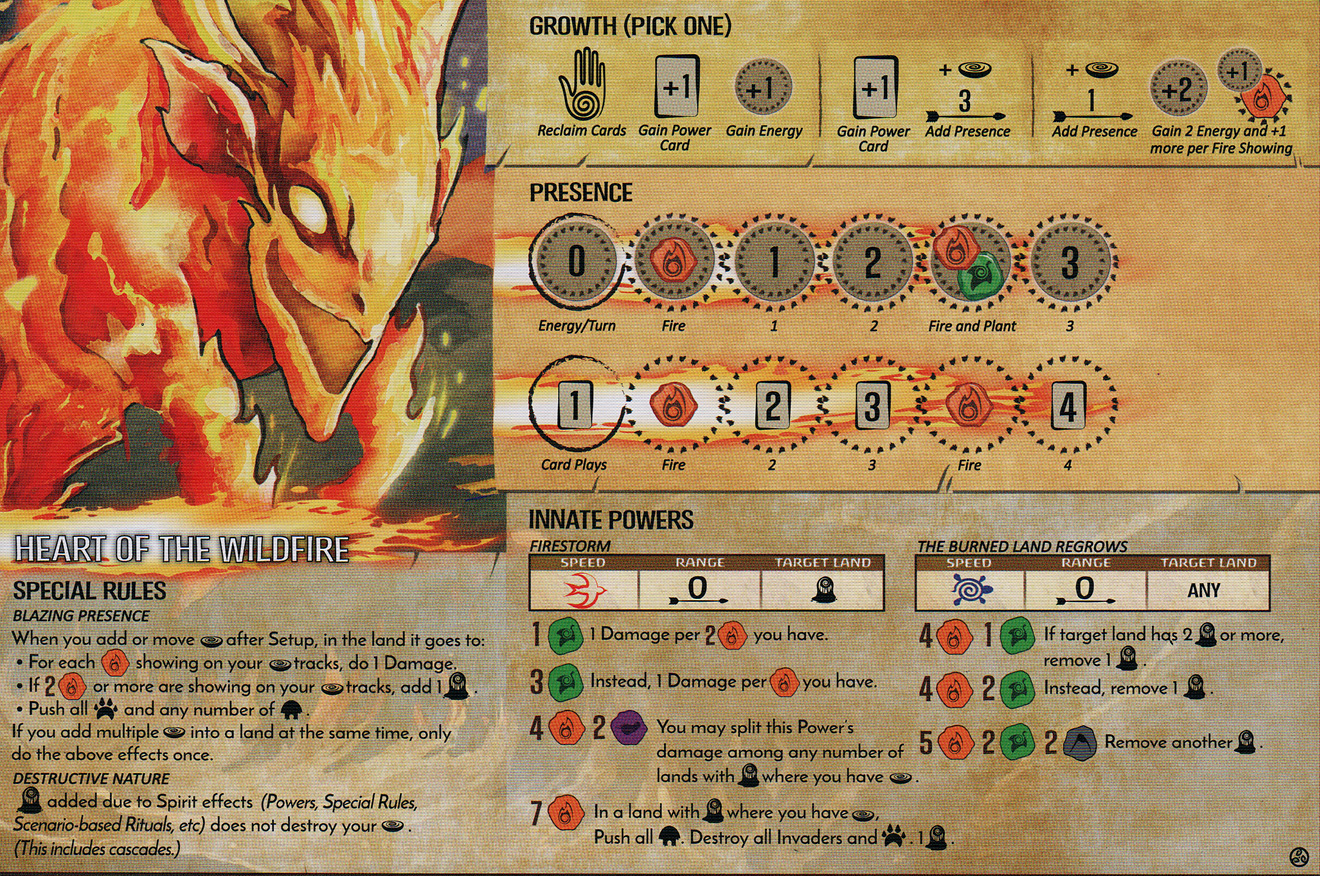 GROWTH (PICK ONE)
+1 +1 +1 + 3 + 1 +2 +1
Reclaim Cards
Gain Power
Card
Gain Energy
Gain Power
Card
Add Presence
Add Presence
Gain 2 Energy and +1
more per Fire Showing
PRESENCE
0 1 2 3
Energy/Turn Fire 1 2 Fire and Plant 3
1 2 3 4
Card Plays Fire 2 3 Fire 4
HEART OF THE WILDFIRE
SPECIAL RULES
BLAZING PRESENCE
When you add or move after Setup, in the land it goes to:
• For each showing on your tracks, do 1 Damage.
• If 2 or more are showing on your tracks, add 1 .
• Push all and any number of .
If you add multiple into a land at the same time, only
do the above effects once.
DESTRUCTIVE NATURE
added due to Spirit effects (Powers, Special Rules,
Scenario-based Rituals, etc) does not destroy your .
(This includes cascades.)
INNATE POWERS
FIRESTORM
SPEED RANGE TARGET LAND
0
1 1 Damage per 2 you have.
3 Instead, 1 Damage per you have.
4 2 You may split this Power's
damage among any number of
lands with where you have .
7 In a land with where you have ,
Push all . Destroy all Invaders and . 1 .
THE BURNED LAND REGROWS
SPEED RANGE TARGET LAND
0 ANY
4 1 If target land has 2 or more,
remove 1 .
4 2 Instead, remove 1 .
5 2 2 Remove another .